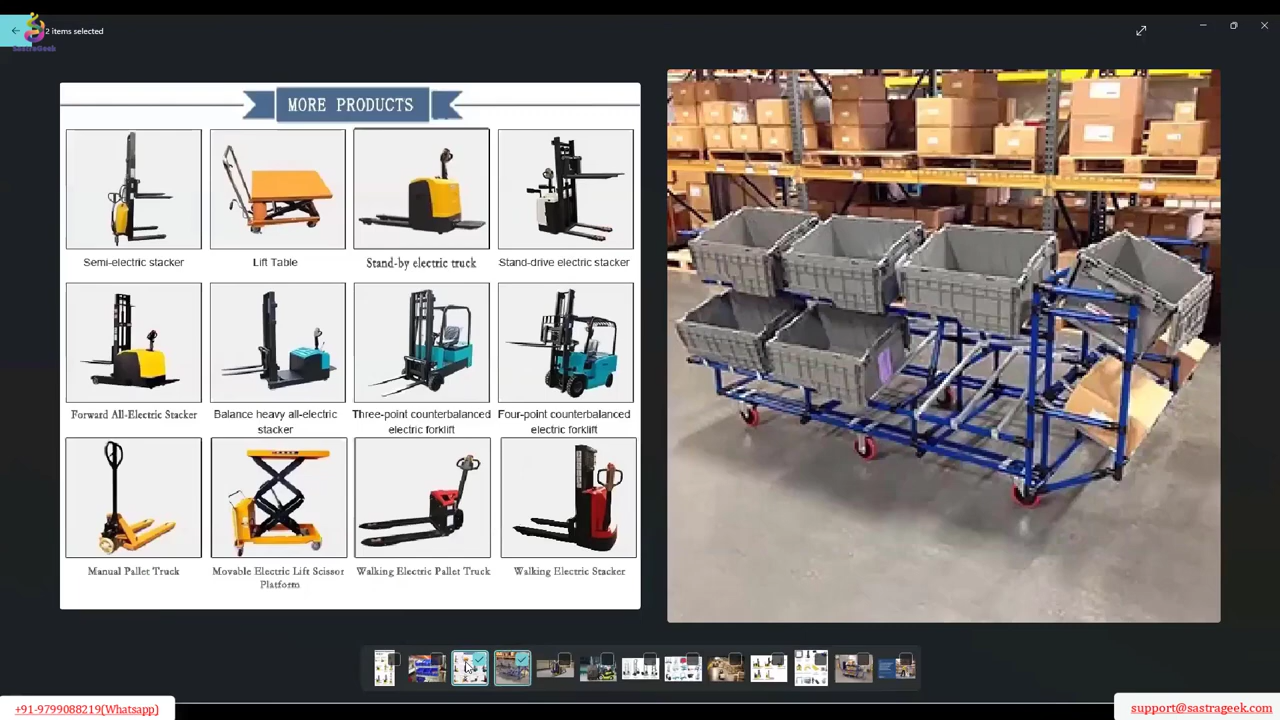 2 items selected
SastraGeek
MORE PRODUCTS
Semi-electric stacker
Lift Table
Stand-by electric truck
Stand-drive electric stacker
Forward All-Electric Stacker
Balance heavy all-electric
stacker
Three-point counterbalanced
electric forklift
Four-point counterbalanced
electric forklift
Manual Pallet Truck
Movable Electric Lift Scissor
Platform
Walking Electric Pallet Truck
Walking Electric Stacker
+91-9799088219(Whatsapp)
support@sastrageek.com